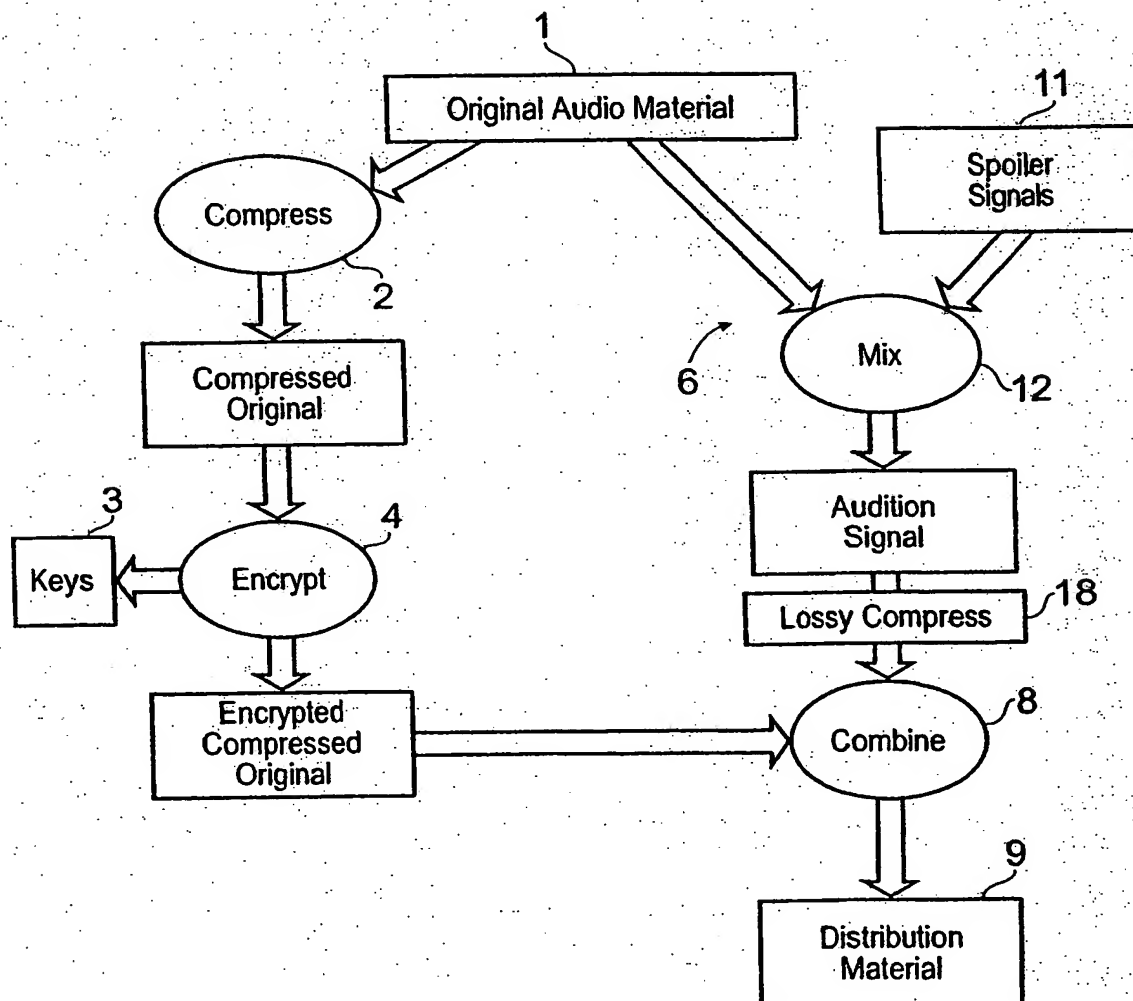 1
Original Audio Material
11
Spoiler
Signals
Compress
2
6
Mix
12
Compressed
Original
3
Keys
4
Encrypt
Audition
Signal
Lossy Compress
18
Encrypted
Compressed
Original
8
Combine
9
Distribution
Material